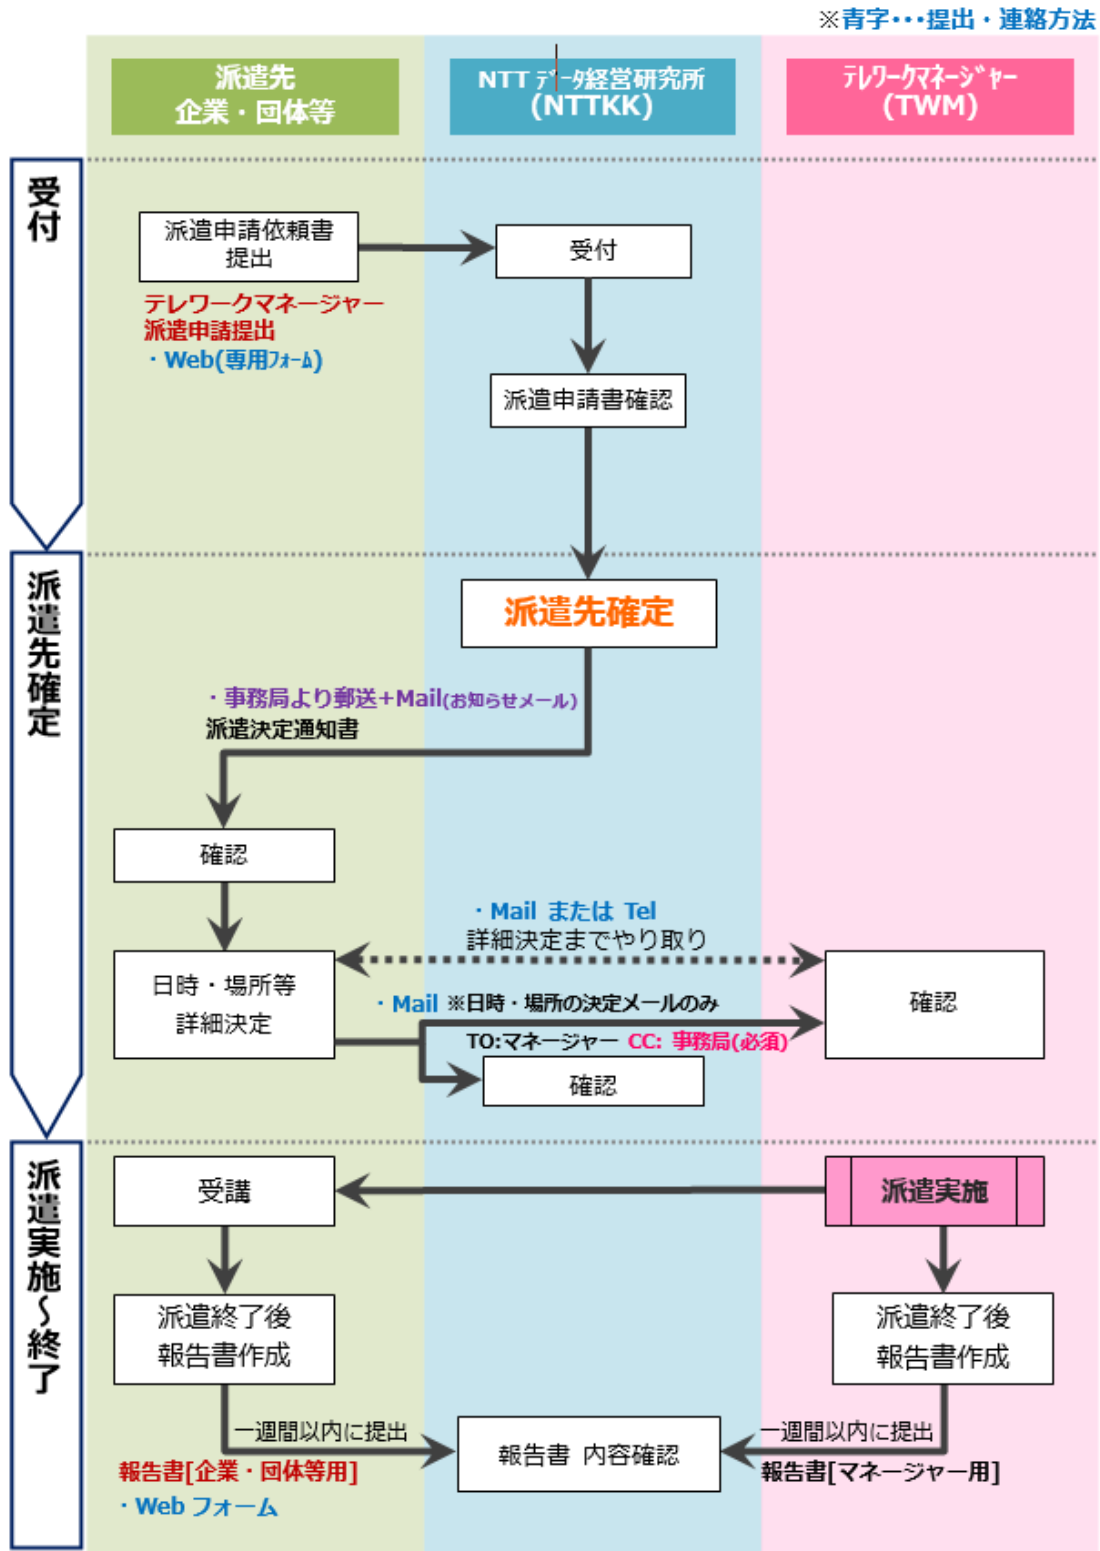 ※青字･･･提出・連絡方法
派遣先
企業・団体等
NTT ﾃﾞｰﾀ経営研究所
(NTTKK)
ﾃﾚﾜｰｸﾏﾈｰｼﾞｬｰ
(TWM)
受付
派遣申請依頼書
提出
受付
テレワークマネージャー
派遣申請提出
・Web(専用ﾌｫｰﾑ)
派遣申請書確認
派遣先確定
派遣先確定
・事務局より郵送+Mail(お知らせメール)
派遣決定通知書
確認
・Mail または Tel
詳細決定までやり取り
日時・場所等
詳細決定
確認
・Mail ※日時・場所の決定メールのみ
TO:マネージャー CC: 事務局(必須)
確認
派遣実施～終了
受講
派遣実施
派遣終了後
報告書作成
派遣終了後
報告書作成
一週間以内に提出
一週間以内に提出
報告書 内容確認
報告書[企業・団体等用]
・Web フォーム
報告書[マネージャー用]